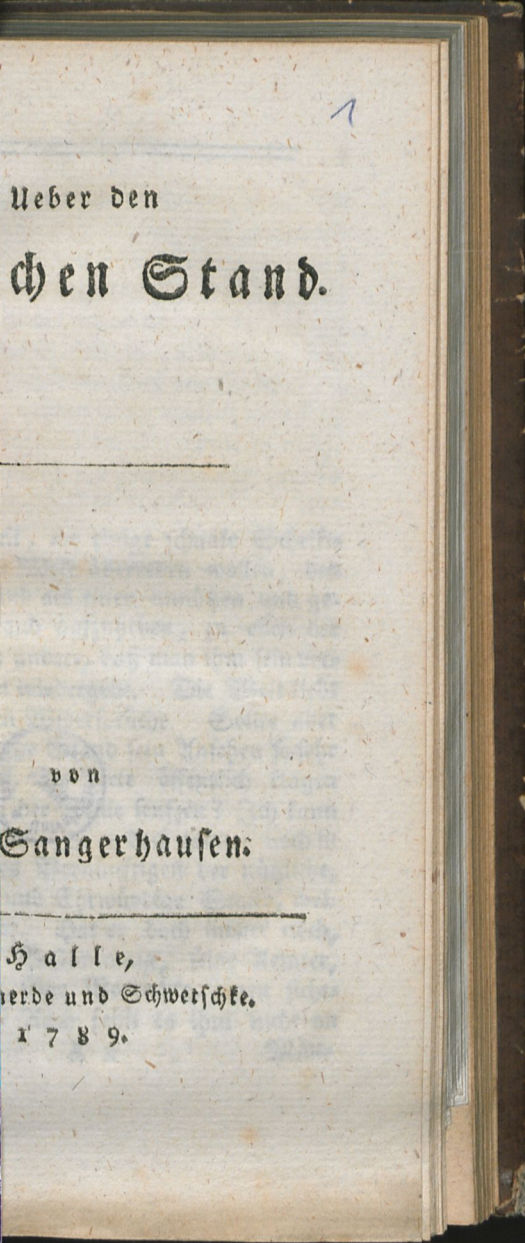 1
Ueber den
chen Stand.
von
Sangerhausen.
Halle,
erde und Schwetschke.
1789.